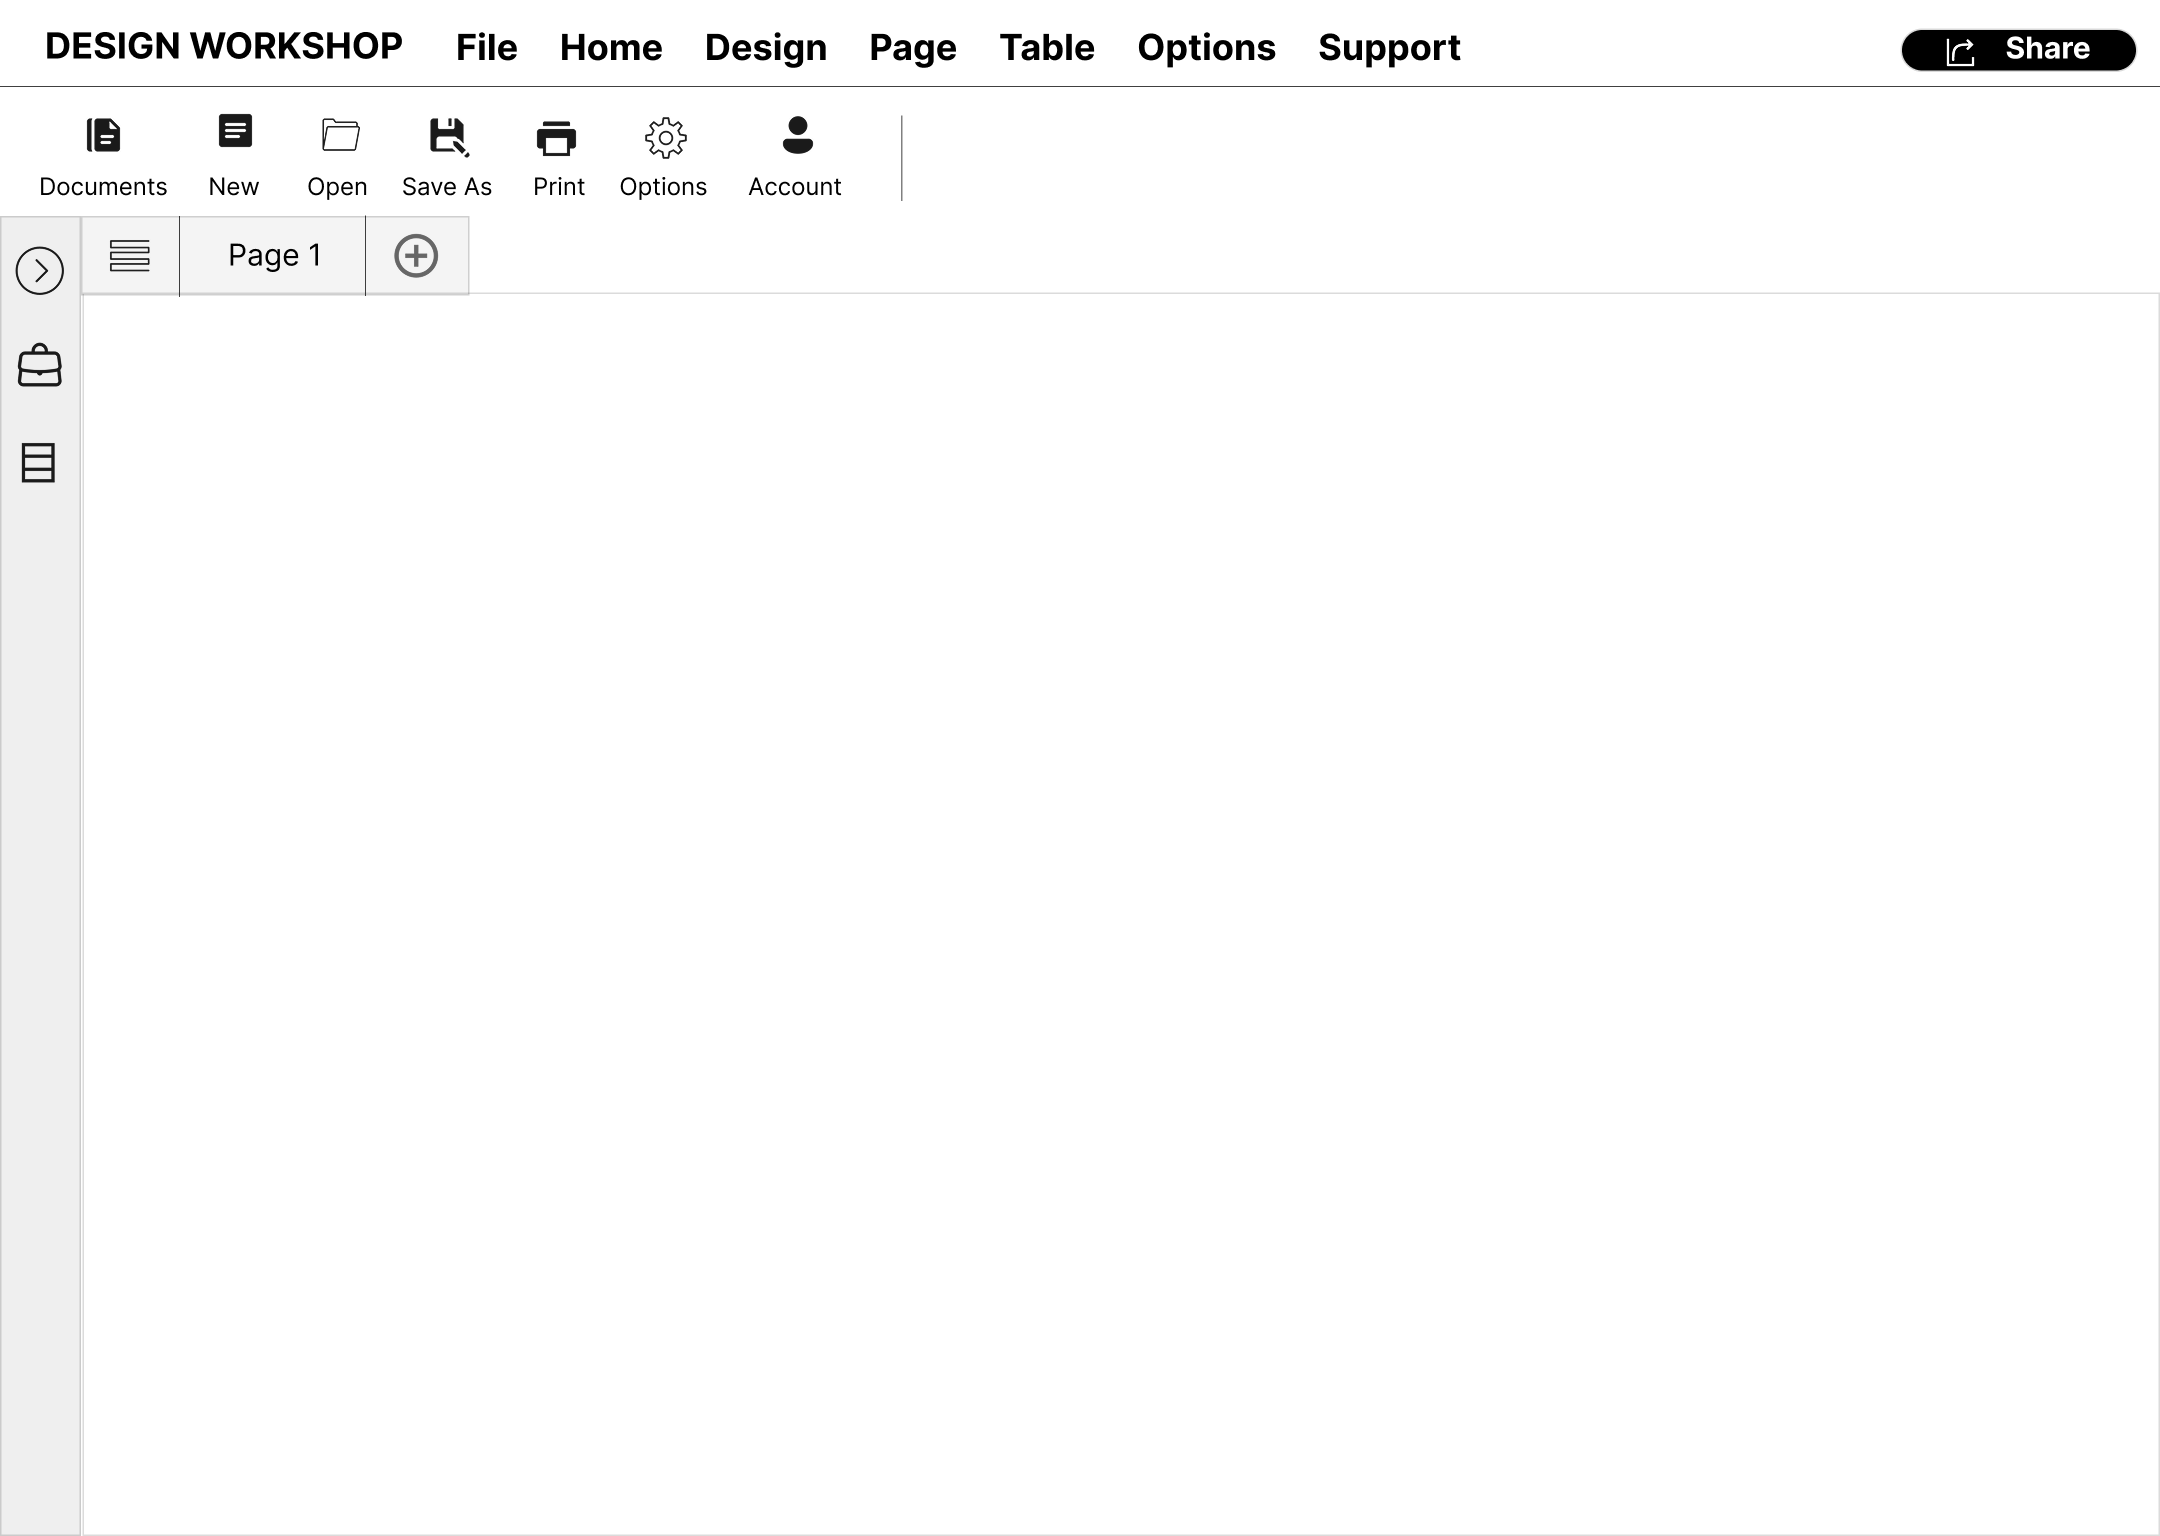 DESIGN WORKSHOP File Home Design Page Table Options Support Share
Documents New Open Save As Print Options Account
Page 1